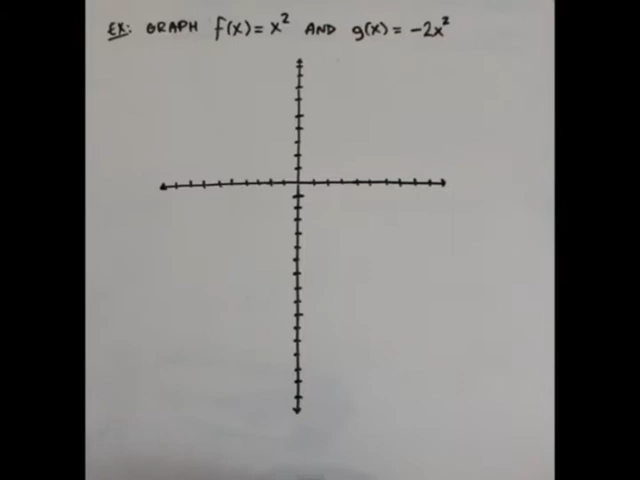 EX: GRAPH f(x) = x² AND g(x) = -2x²